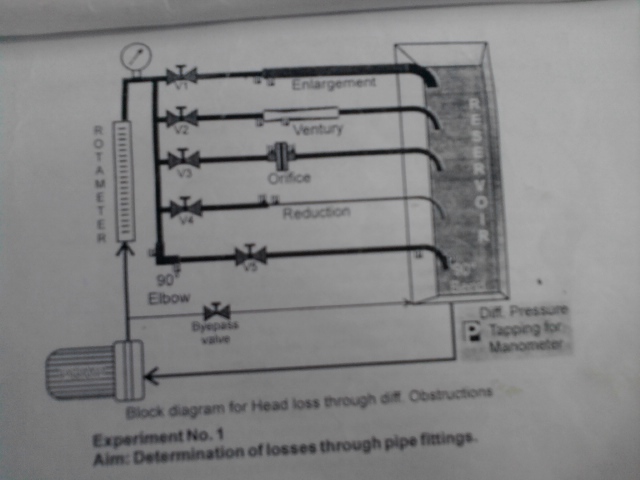 V1
Enlargement
V2
Ventury
V3
Orifice
V4
Reduction
V5
90°
Elbow
ROTAMETER
RESERVOIR
90°
Byepass
valve
P
Diff. Pressure
Tapping for
Manometer
Block diagram for Head loss through diff. Obstructions
Experiment No. 1
Aim: Determination of losses through pipe fittings.